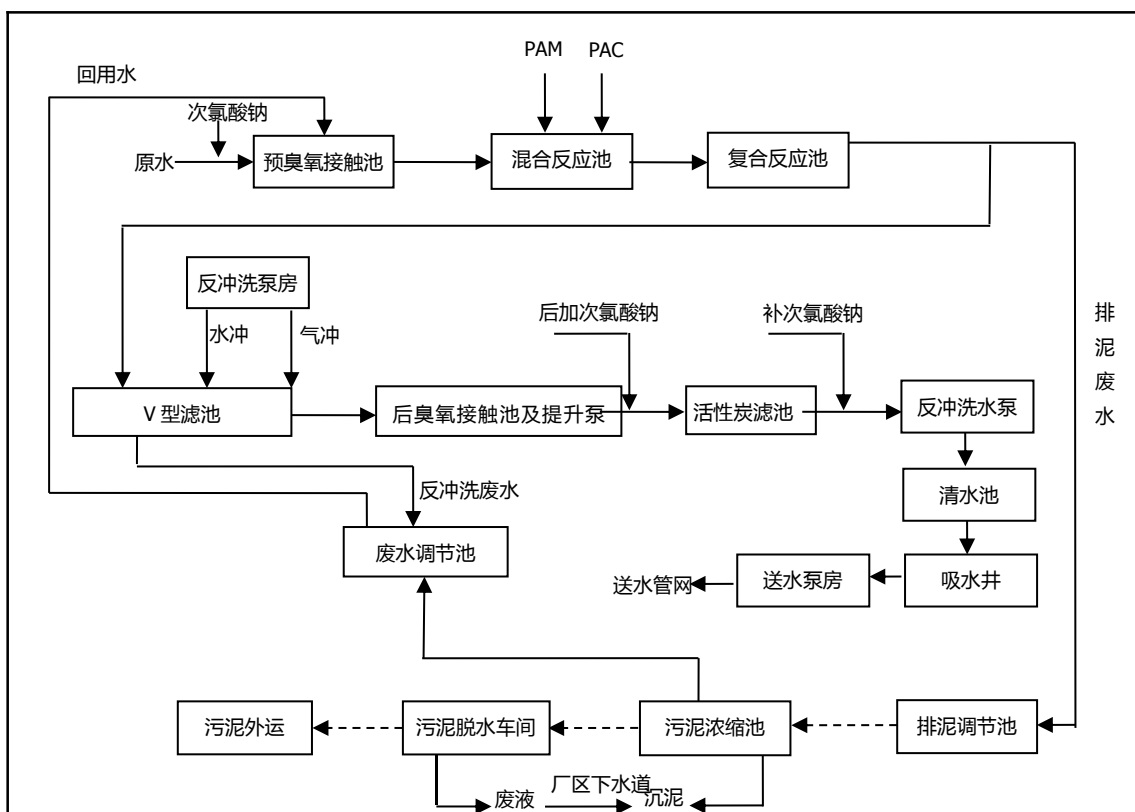 PAM
PAC
回用水
次氯酸钠
原水
预臭氧接触池
混合反应池
复合反应池
反冲洗泵房
水冲
气冲
后加次氯酸钠
补次氯酸钠
排泥废水
V 型滤池
后臭氧接触池及提升泵
活性炭滤池
反冲洗水泵
反冲洗废水
清水池
废水调节池
送水管网
送水泵房
吸水井
污泥外运
污泥脱水车间
污泥浓缩池
排泥调节池
废液
厂区下水道
沉泥